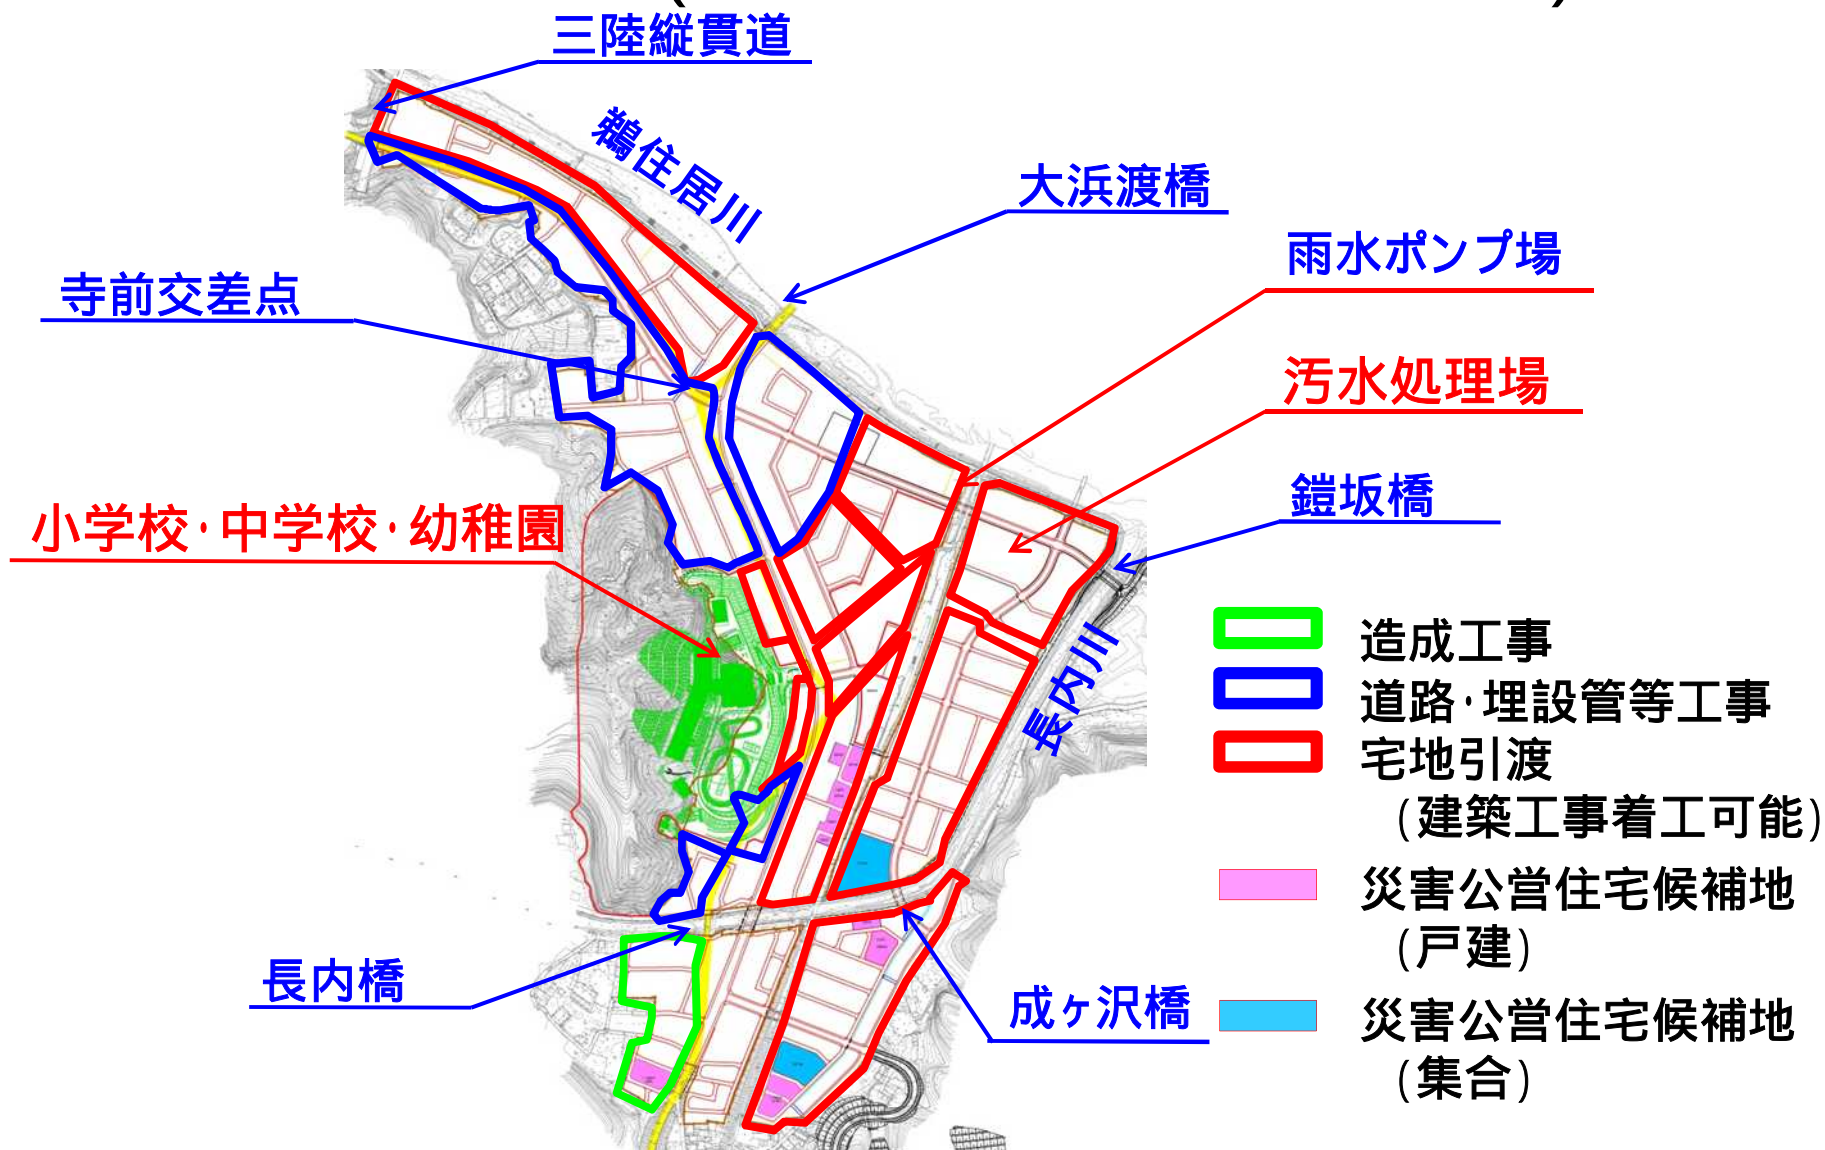 三陸縦貫道
鵜住居川
大浜渡橋
雨水ポンプ場
寺前交差点
汚水処理場
鎧坂橋
小学校・中学校・幼稚園
長内川
造成工事
道路・埋設管等工事
宅地引渡
(建築工事着工可能)
災害公営住宅候補地
(戸建)
長内橋
成ヶ沢橋
災害公営住宅候補地
(集合)